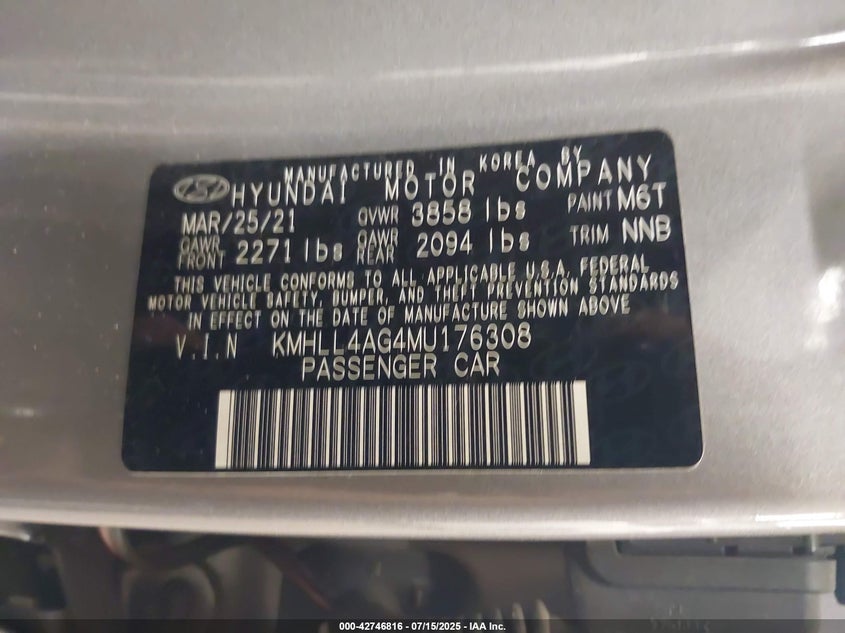 MANUFACTURED IN KOREA BY
HYUNDAI MOTOR COMPANY
MAR/25/21 GVWR 3858 lbs PAINT M6T
GAWR FRONT 2271 lbs GAWR REAR 2094 lbs TRIM NNB
THIS VEHICLE CONFORMS TO ALL APPLICABLE U.S.A. FEDERAL
MOTOR VEHICLE SAFETY, BUMPER, AND THEFT PREVENTION STANDARDS
IN EFFECT ON THE DATE OF MANUFACTURE SHOWN ABOVE
V.I.N KMHLL4AG4MU176308
PASSENGER CAR
000-42746816 - 07/15/2025 - IAA Inc.